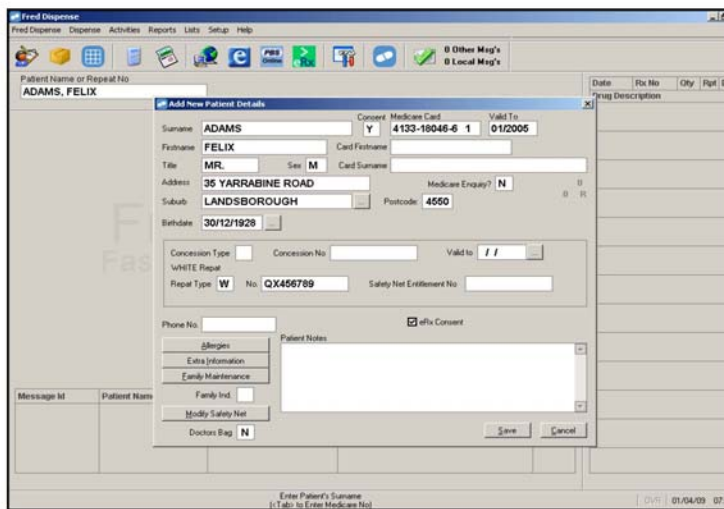 Fred Dispense
Fred Dispense Dispense Activities Reports Lists Setup Help
PBS Online
eRx
0 Other Msg's
0 Local Msg's
Patient Name or Repeat No
ADAMS, FELIX
Date Rx No Qty Rpt
Drug Description
Add New Patient Details
Consent Medicare Card Valid To
Surname ADAMS Y 4133-18046-6 1 01/2005
Firstname FELIX Card Firstname
Title MR. Sex M Card Surname
Address 35 YARRABINE ROAD Medicare Enquiry? N
Suburb LANDSBOROUGH ... Postcode 4550
Birthdate 30/12/1928 ...
Concession Type Concession No Valid to / / ...
WHITE Repat
Repat Type W No. QX456789 Safety Net Entitlement No
Phone No. eRx Consent
Allergies
Patient Notes
Extra Information
Family Maintenance
Family Ind.
Modify Safety Net
Doctors Bag N
Save Cancel
Message Id Patient Name
Enter Patient's Surname
[<Tab> to Enter Medicare No]
OVR 01/04/09